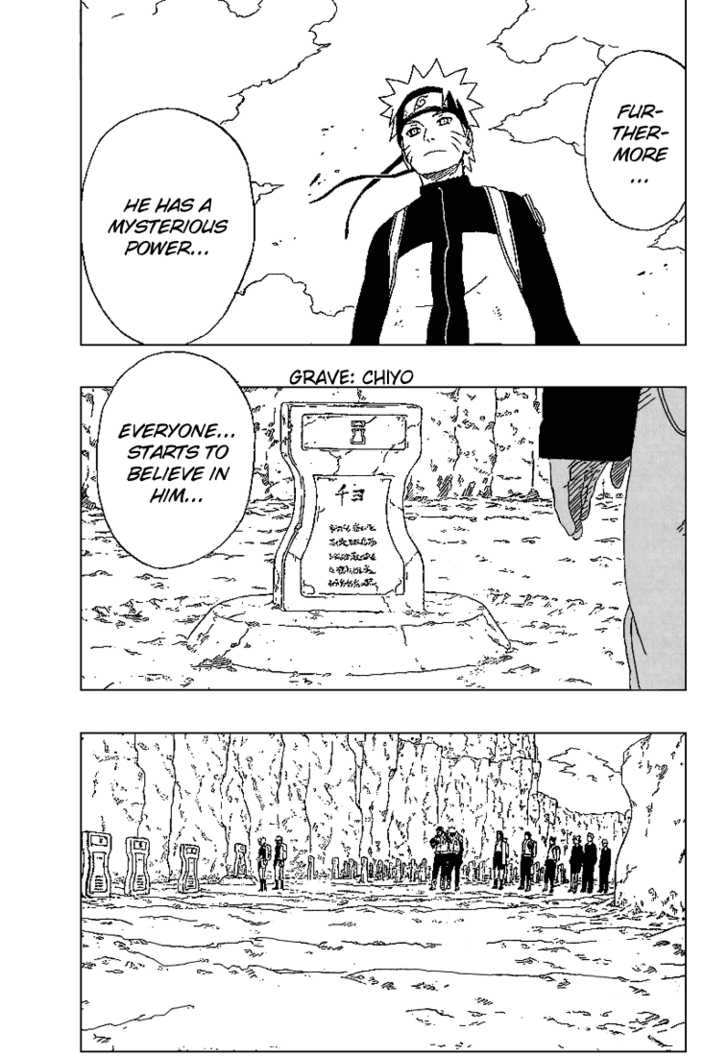 FUR-
THER-
MORE
...
HE HAS A
MYSTERIOUS
POWER...
GRAVE: CHIYO
EVERYONE...
STARTS TO
BELIEVE IN
HIM...
チヨ